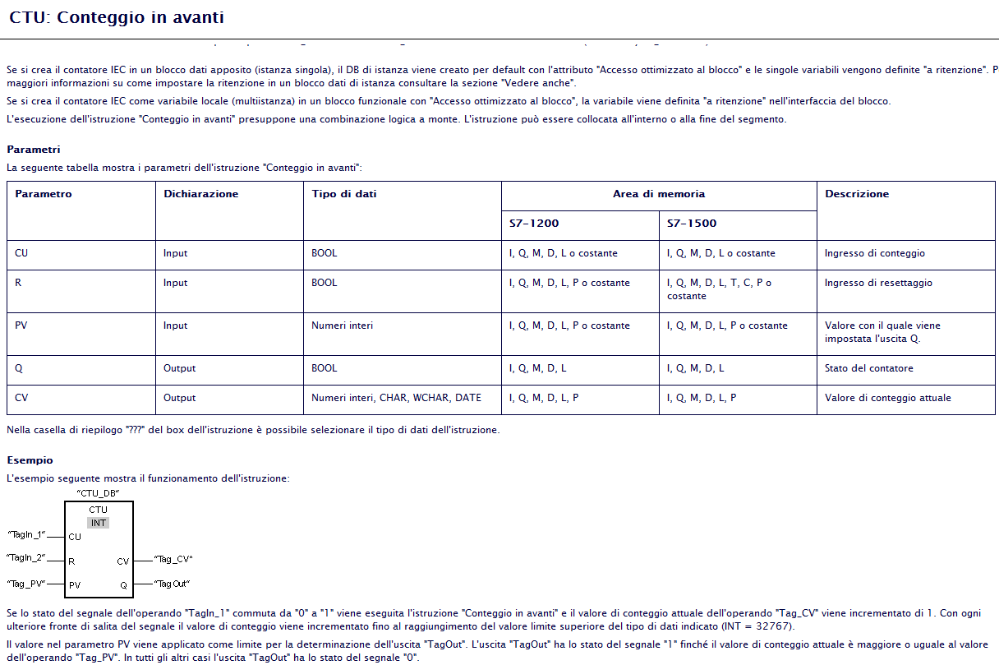 CTU: Conteggio in avanti
Se si crea il contatore IEC in un blocco dati apposito (istanza singola), il DB di istanza viene creato per default con l'attributo "Accesso ottimizzato al blocco" e le singole variabili vengono definite "a ritenzione". P
maggiori informazioni su come impostare la ritenzione in un blocco dati di istanza consultare la sezione "Vedere anche".
Se si crea il contatore IEC come variabile locale (multiistanza) in un blocco funzionale con "Accesso ottimizzato al blocco", la variabile viene definita "a ritenzione" nell'interfaccia del blocco.
L'esecuzione dell'istruzione "Conteggio in avanti" presuppone una combinazione logica a monte. L'istruzione può essere collocata all'interno o alla fine del segmento.
Parametri
La seguente tabella mostra i parametri dell'istruzione "Conteggio in avanti":
Parametro Dichiarazione Tipo di dati Area di memoria Descrizione
S7-1200 S7-1500
CU Input BOOL I, Q, M, D, L o costante I, Q, M, D, L o costante Ingresso di conteggio
R Input BOOL I, Q, M, D, L, P o costante I, Q, M, D, L, T, C, P o Ingresso di resettaggio
costante
PV Input Numeri interi I, Q, M, D, L, P o costante I, Q, M, D, L, P o costante Valore con il quale viene
impostata l'uscita Q.
Q Output BOOL I, Q, M, D, L I, Q, M, D, L Stato del contatore
CV Output Numeri interi, CHAR, WCHAR, DATE I, Q, M, D, L, P I, Q, M, D, L, P Valore di conteggio attuale
Nella casella di riepilogo "???" del box dell'istruzione è possibile selezionare il tipo di dati dell'istruzione.
Esempio
L'esempio seguente mostra il funzionamento dell'istruzione:
"CTU_DB"
CTU
INT
"TagIn_1" CU
"TagIn_2" R CV "Tag_CV"
"Tag_PV" PV Q "TagOut"
Se lo stato del segnale dell'operando "TagIn_1" commuta da "0" a "1" viene eseguita l'istruzione "Conteggio in avanti" e il valore di conteggio attuale dell'operando "Tag_CV" viene incrementato di 1. Con ogni
ulteriore fronte di salita del segnale il valore di conteggio viene incrementato fino al raggiungimento del valore limite superiore del tipo di dati indicato (INT = 32767).
Il valore nel parametro PV viene applicato come limite per la determinazione dell'uscita "TagOut". L'uscita "TagOut" ha lo stato del segnale "1" finché il valore di conteggio attuale è maggiore o uguale al valore
dell'operando "Tag_PV". In tutti gli altri casi l'uscita "TagOut" ha lo stato del segnale "0".